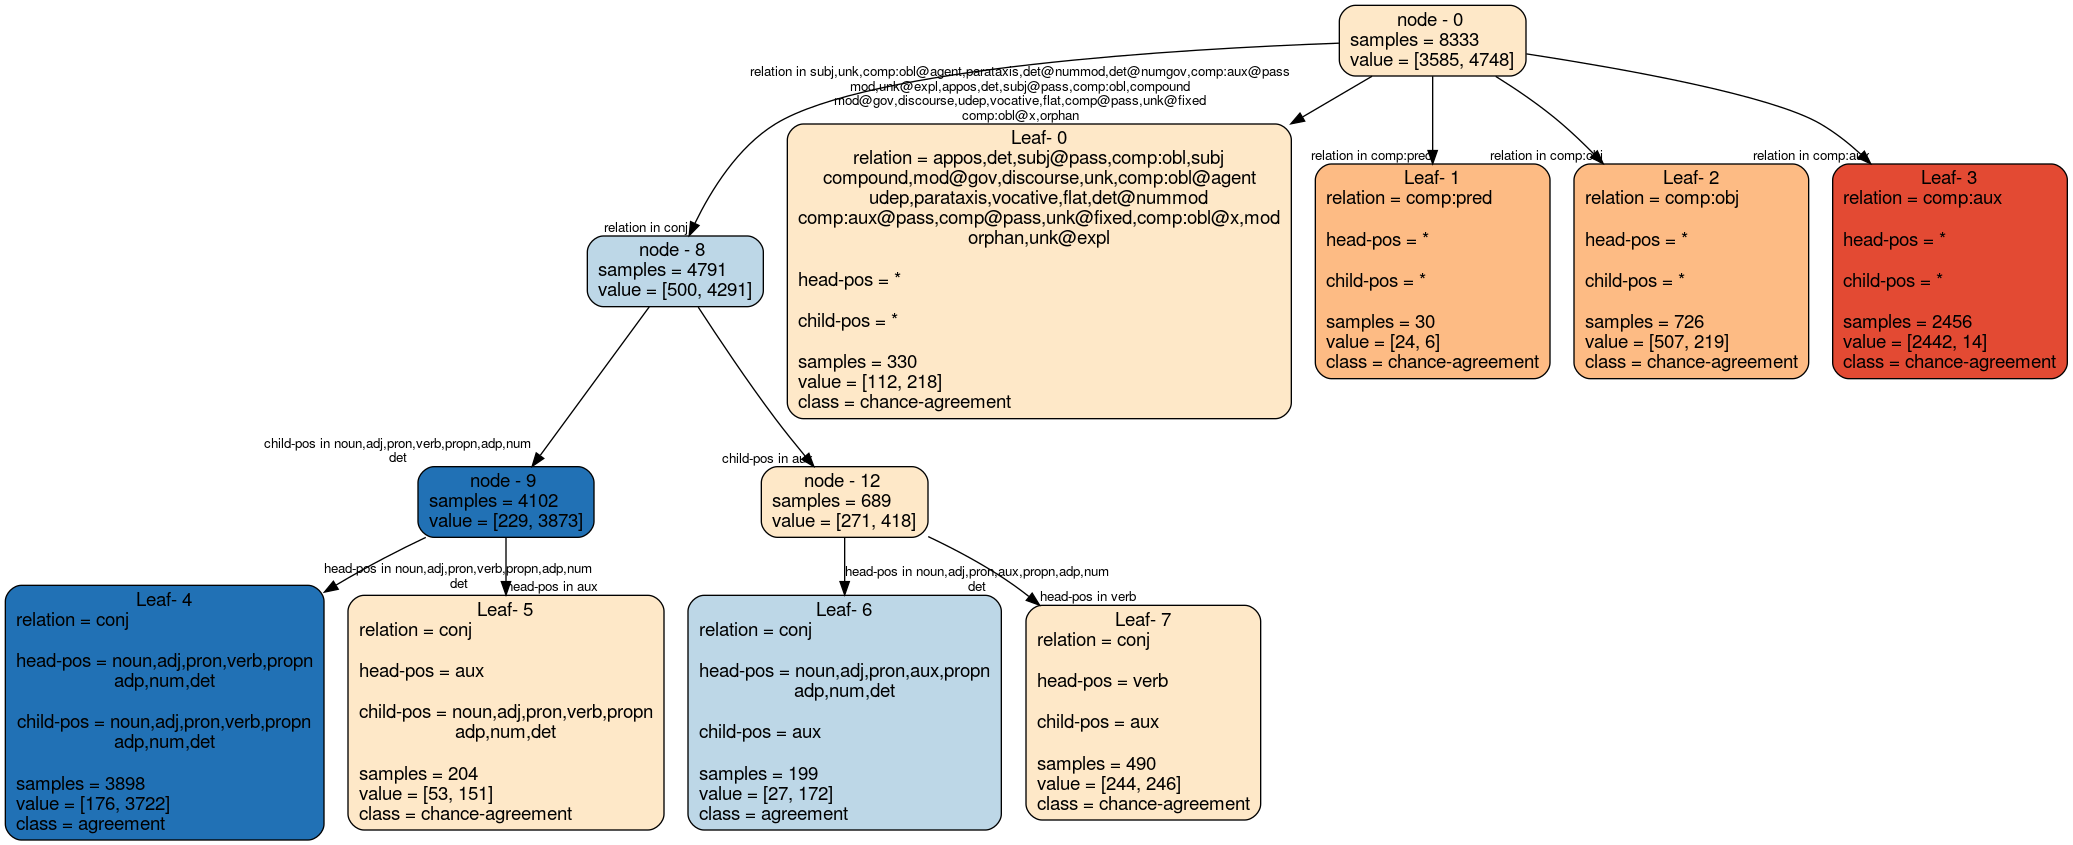 node - 0
samples = 8333
value = [3585, 4748]
relation in subj,unk,comp:obl@agent,parataxis,det@nummod,det@numgov,comp:aux@pass
mod,unk@expl,appos,det,subj@pass,comp:obl,compound
mod@gov,discourse,udep,vocative,flat,comp@pass,unk@fixed
comp:obl@x,orphan
relation in comp:pred
relation in comp:obj
relation in comp:aux
relation in conj
Leaf- 0
relation = appos,det,subj@pass,comp:obl,subj
compound,mod@gov,discourse,unk,comp:obl@agent
udep,parataxis,vocative,flat,det@nummod
comp:aux@pass,comp@pass,unk@fixed,comp:obl@x,mod
orphan,unk@expl
head-pos = *
child-pos = *
samples = 330
value = [112, 218]
class = chance-agreement
Leaf- 1
relation = comp:pred
head-pos = *
child-pos = *
samples = 30
value = [24, 6]
class = chance-agreement
Leaf- 2
relation = comp:obj
head-pos = *
child-pos = *
samples = 726
value = [507, 219]
class = chance-agreement
Leaf- 3
relation = comp:aux
head-pos = *
child-pos = *
samples = 2456
value = [2442, 14]
class = chance-agreement
node - 8
samples = 4791
value = [500, 4291]
child-pos in noun,adj,pron,verb,propn,adp,num
det
child-pos in aux
node - 9
samples = 4102
value = [229, 3873]
node - 12
samples = 689
value = [271, 418]
head-pos in noun,adj,pron,verb,propn,adp,num
det
head-pos in aux
head-pos in noun,adj,pron,aux,propn,adp,num
det
head-pos in verb
Leaf- 4
relation = conj
head-pos = noun,adj,pron,verb,propn
adp,num,det
child-pos = noun,adj,pron,verb,propn
adp,num,det
samples = 3898
value = [176, 3722]
class = agreement
Leaf- 5
relation = conj
head-pos = aux
child-pos = noun,adj,pron,verb,propn
adp,num,det
samples = 204
value = [53, 151]
class = chance-agreement
Leaf- 6
relation = conj
head-pos = noun,adj,pron,aux,propn
adp,num,det
child-pos = aux
samples = 199
value = [27, 172]
class = agreement
Leaf- 7
relation = conj
head-pos = verb
child-pos = aux
samples = 490
value = [244, 246]
class = chance-agreement